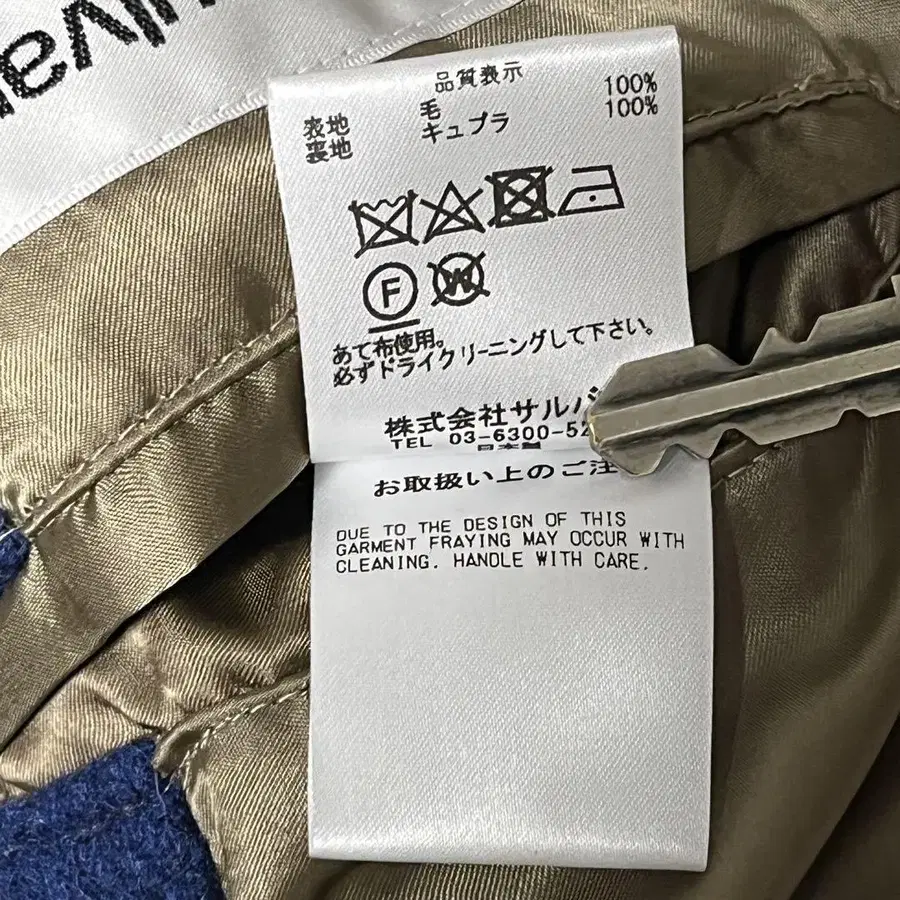 品質表示
表地 毛 100%
裏地 キュプラ 100%
F W
あて布使用。
必ずドライクリーニングして下さい。
株式会社サルバ
TEL 03-6300-52
日本製
お取扱い上のご注
DUE TO THE DESIGN OF THIS
GARMENT FRAYING MAY OCCUR WITH
CLEANING. HANDLE WITH CARE.